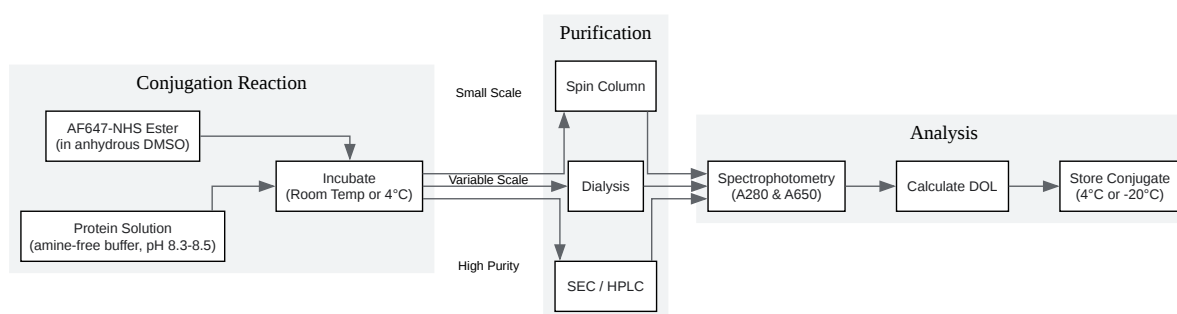 Conjugation Reaction
AF647-NHS Ester
(in anhydrous DMSO)
Protein Solution
(amine-free buffer, pH 8.3-8.5)
Incubate
(Room Temp or 4°C)
Small Scale
Variable Scale
High Purity
Purification
Spin Column
Dialysis
SEC / HPLC
Analysis
Spectrophotometry
(A280 & A650)
Calculate DOL
Store Conjugate
(4°C or -20°C)